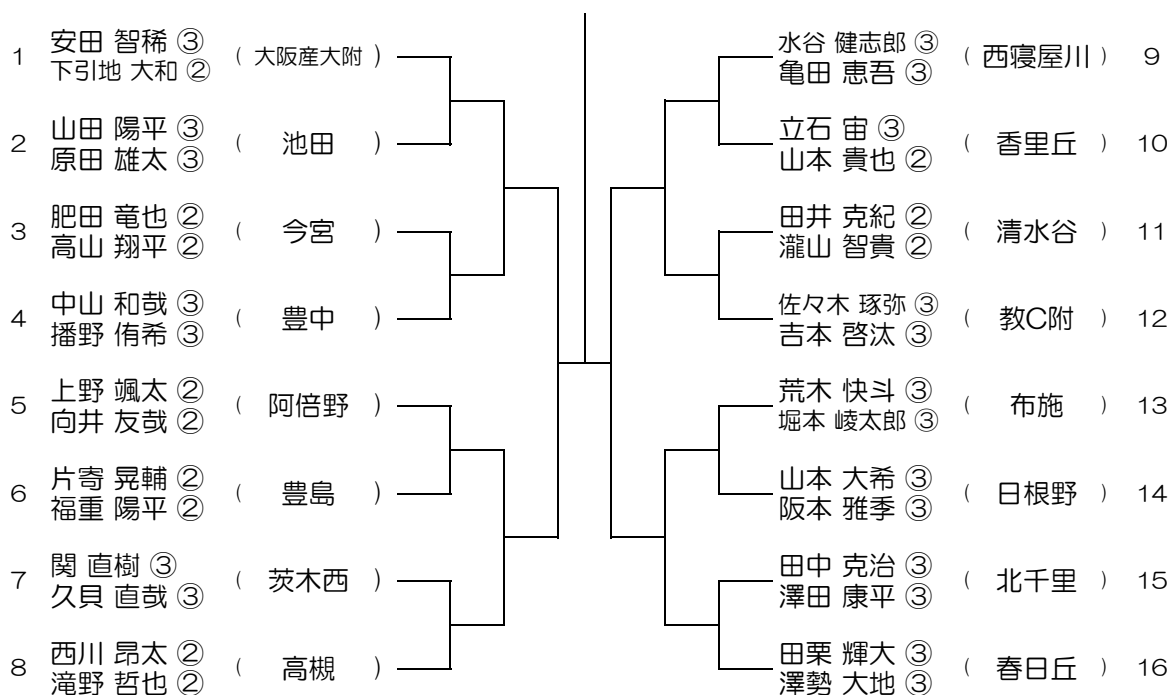 1 安田 智稀 ③ ( 大阪産大附 )
下引地 大和 ②
2 山田 陽平 ③ ( 池田 )
原田 雄太 ③
3 肥田 竜也 ② ( 今宮 )
高山 翔平 ②
4 中山 和哉 ③ ( 豊中 )
播野 侑希 ③
5 上野 颯太 ② ( 阿倍野 )
向井 友哉 ②
6 片寄 晃輔 ② ( 豊島 )
福重 陽平 ②
7 関 直樹 ③ ( 茨木西 )
久貝 直哉 ③
8 西川 昂太 ② ( 高槻 )
滝野 哲也 ②
水谷 健志郎 ③ ( 西寝屋川 ) 9
亀田 恵吾 ③
立石 宙 ③ ( 香里丘 ) 10
山本 貴也 ②
田井 克紀 ② ( 清水谷 ) 11
瀧山 智貴 ②
佐々木 琢弥 ③ ( 教C附 ) 12
吉本 啓汰 ③
荒木 快斗 ③ ( 布施 ) 13
堀本 崚太郎 ③
山本 大希 ③ ( 日根野 ) 14
阪本 雅季 ③
田中 克治 ③ ( 北千里 ) 15
澤田 康平 ③
田栗 輝大 ③ ( 春日丘 ) 16
澤勢 大地 ③